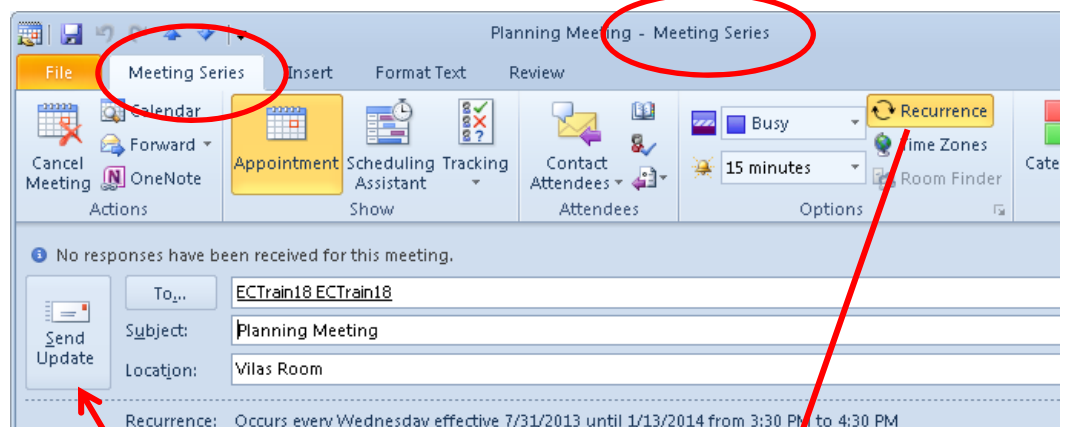 Planning Meeting - Meeting Series
File Meeting Series Insert Format Text Review
Calendar
Forward
OneNote
Cancel
Meeting
Actions
Appointment
Scheduling
Assistant
Tracking
Show
Contact
Attendees
Attendees
Busy
15 minutes
Recurrence
Time Zones
Room Finder
Options
Cate
No responses have been received for this meeting.
Send
Update
To... ECTrain18 ECTrain18
Subject: Planning Meeting
Location: Vilas Room
Recurrence: Occurs every Wednesday effective 7/31/2013 until 1/13/2014 from 3:30 PM to 4:30 PM